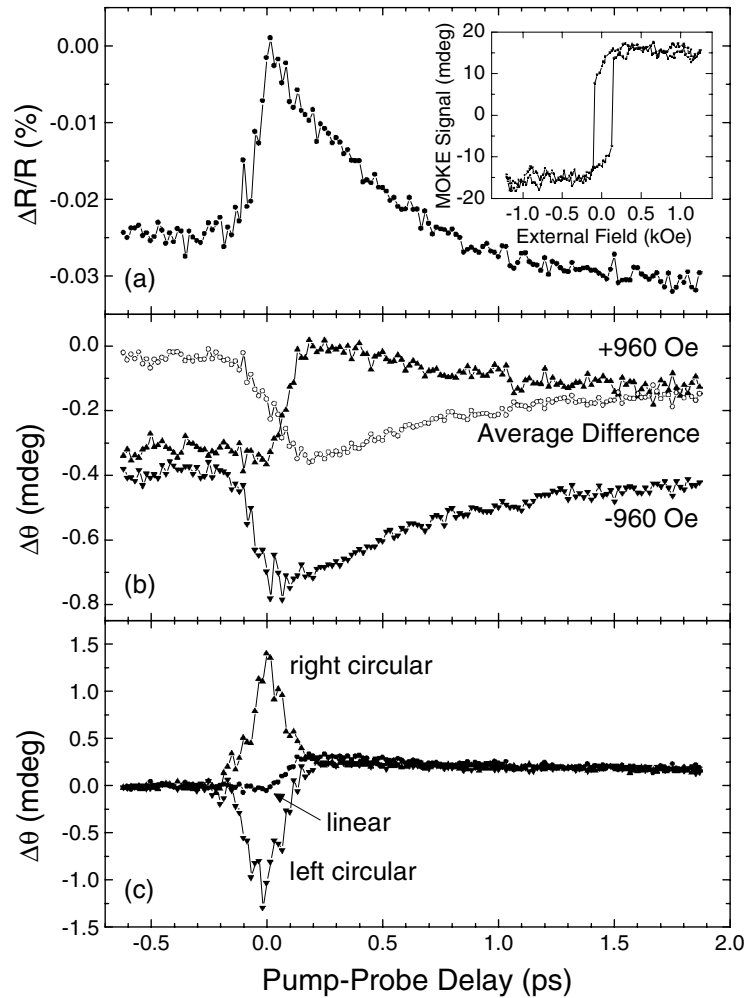 0.00
-0.01
-0.02
-0.03
ΔR/R (%)
(a)
20
10
0
-10
-20
MOKE Signal (mdeg)
-1.0 -0.5 0.0 0.5 1.0
External Field (kOe)
0.0
-0.2
-0.4
-0.6
-0.8
Δθ (mdeg)
+960 Oe
Average Difference
-960 Oe
(b)
1.5
1.0
0.5
0.0
-0.5
-1.0
-1.5
Δθ (mdeg)
right circular
linear
left circular
(c)
-0.5 0.0 0.5 1.0 1.5 2.0
Pump-Probe Delay (ps)